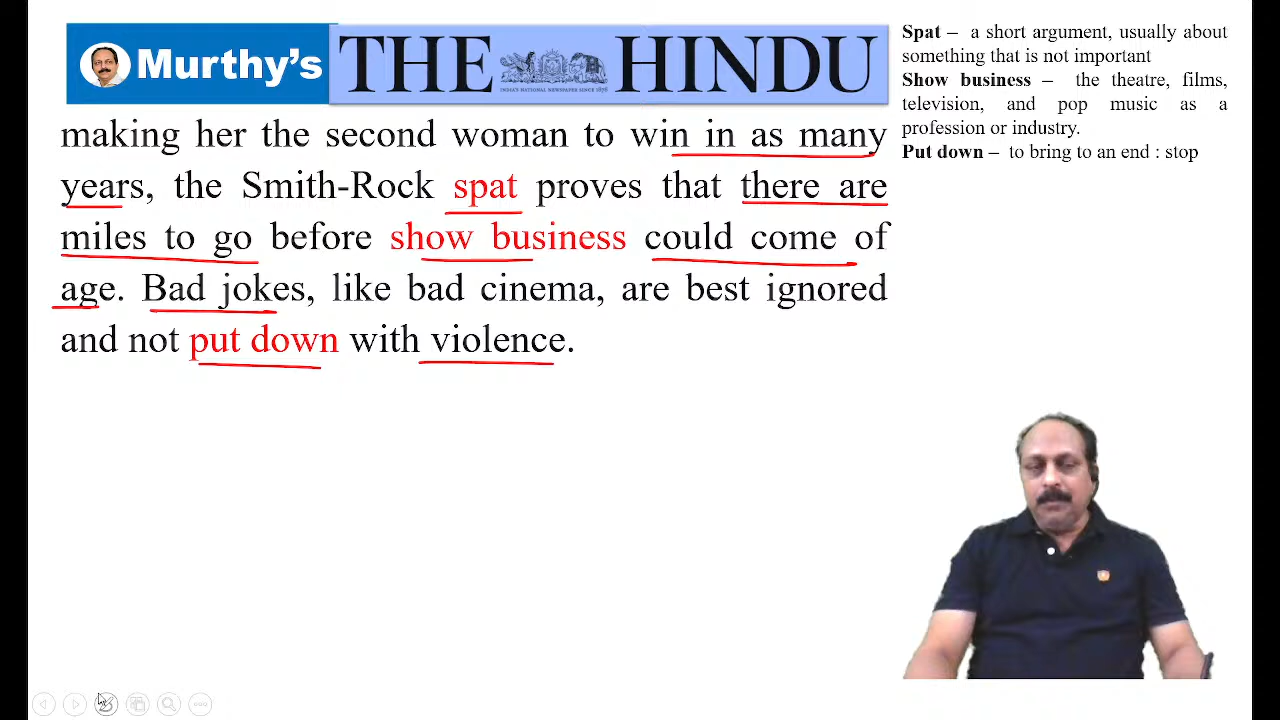 Murthy's THE HINDU
INDIA'S NATIONAL NEWSPAPER SINCE 1878
making her the second woman to win in as many
years, the Smith-Rock spat proves that there are
miles to go before show business could come of
age. Bad jokes, like bad cinema, are best ignored
and not put down with violence.
Spat – a short argument, usually about
something that is not important
Show business – the theatre, films,
television, and pop music as a
profession or industry.
Put down – to bring to an end : stop